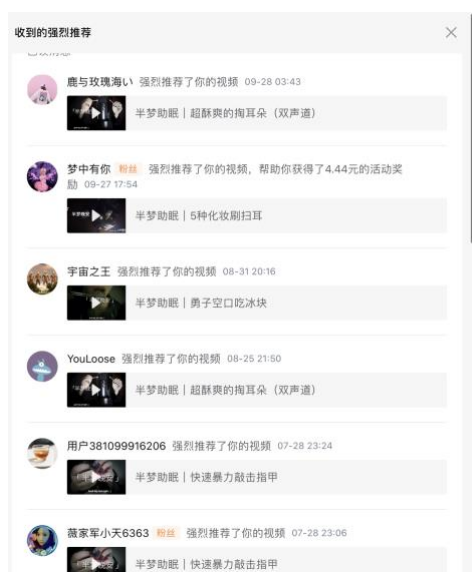 收到的强烈推荐
鹿与玫瑰海い 强烈推荐了你的视频 09-28 03:43
半梦助眠｜超酥爽的掏耳朵（双声道）
梦中有你 粉丝 强烈推荐了你的视频，帮助你获得了4.44元的活动奖
励 09-27 17:54
半梦助眠｜5种化妆刷扫耳
宇宙之王 强烈推荐了你的视频 08-31 20:16
半梦助眠｜勇子空口吃冰块
YouLoose 强烈推荐了你的视频 08-25 21:50
半梦助眠｜超酥爽的掏耳朵（双声道）
用户381099916206 强烈推荐了你的视频 07-28 23:24
半梦助眠｜快速暴力敲击指甲
薇家军小天6363 粉丝 强烈推荐了你的视频 07-28 23:06
半梦助眠｜快速暴力敲击指甲